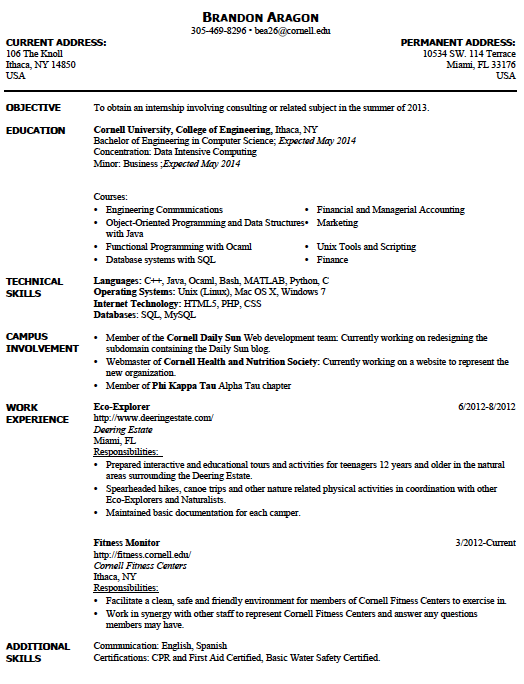 BRANDON ARAGON
305-469-8296 • bea26@cornell.edu
CURRENT ADDRESS:
106 The Knoll
Ithaca, NY 14850
USA
PERMANENT ADDRESS:
10534 SW. 114 Terrace
Miami, FL 33176
USA
OBJECTIVE
To obtain an internship involving consulting or related subject in the summer of 2013.
EDUCATION
Cornell University, College of Engineering, Ithaca, NY
Bachelor of Engineering in Computer Science; Expected May 2014
Concentration: Data Intensive Computing
Minor: Business ;Expected May 2014
Courses:
• Engineering Communications
• Object-Oriented Programming and Data Structures
with Java
• Functional Programming with Ocaml
• Database systems with SQL
• Financial and Managerial Accounting
• Marketing
• Unix Tools and Scripting
• Finance
TECHNICAL
SKILLS
Languages: C++, Java, Ocaml, Bash, MATLAB, Python, C
Operating Systems: Unix (Linux), Mac OS X, Windows 7
Internet Technology: HTML5, PHP, CSS
Databases: SQL, MySQL
CAMPUS
INVOLVEMENT
• Member of the Cornell Daily Sun Web development team: Currently working on redesigning the
subdomain containing the Daily Sun blog.
• Webmaster of Cornell Health and Nutrition Society: Currently working on a website to represent the
new organization.
• Member of Phi Kappa Tau Alpha Tau chapter
WORK
EXPERIENCE
Eco-Explorer 6/2012-8/2012
http://www.deeringestate.com/
Deering Estate
Miami, FL
Responsibilities:
• Prepared interactive and educational tours and activities for teenagers 12 years and older in the natural
areas surrounding the Deering Estate.
• Spearheaded hikes, canoe trips and other nature related physical activities in coordination with other
Eco-Explorers and Naturalists.
• Maintained basic documentation for each camper.
Fitness Monitor 3/2012-Current
http://fitness.cornell.edu/
Cornell Fitness Centers
Ithaca, NY
Responsibilities:
• Facilitate a clean, safe and friendly environment for members of Cornell Fitness Centers to exercise in.
• Work in synergy with other staff to represent Cornell Fitness Centers and answer any questions
members may have.
ADDITIONAL
SKILLS
Communication: English, Spanish
Certifications: CPR and First Aid Certified, Basic Water Safety Certified.